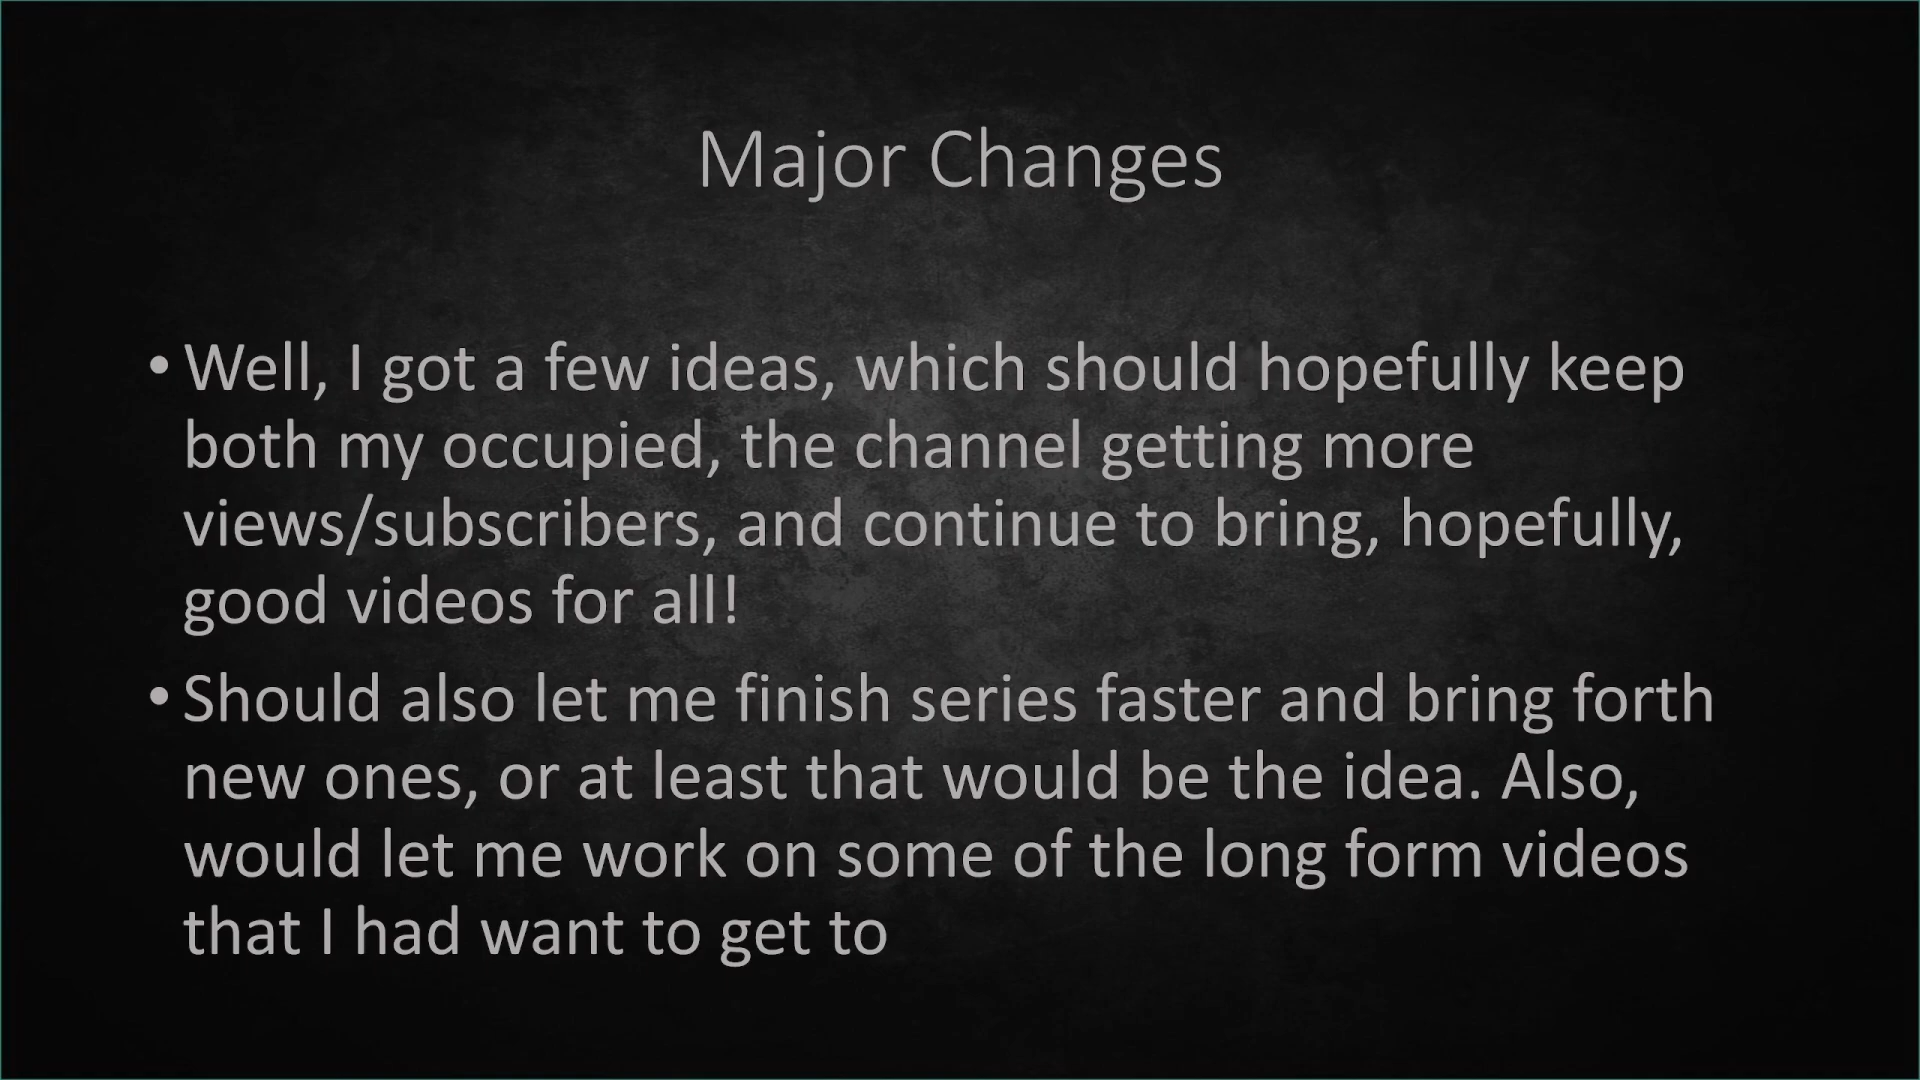 Major Changes
• Well, I got a few ideas, which should hopefully keep
both my occupied, the channel getting more
views/subscribers, and continue to bring, hopefully,
good videos for all!
• Should also let me finish series faster and bring forth
new ones, or at least that would be the idea. Also,
would let me work on some of the long form videos
that I had want to get to